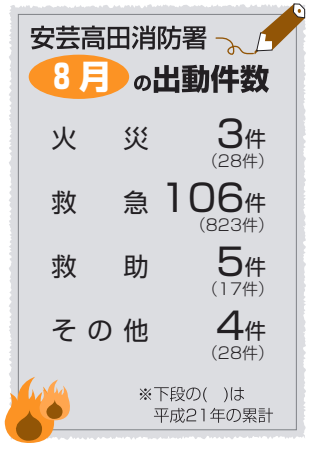 安芸高田消防署
8月の出動件数
火災 3件
（28件）
救急 106件
（823件）
救助 5件
（17件）
その他 4件
（28件）
※下段の(　)は
平成21年の累計